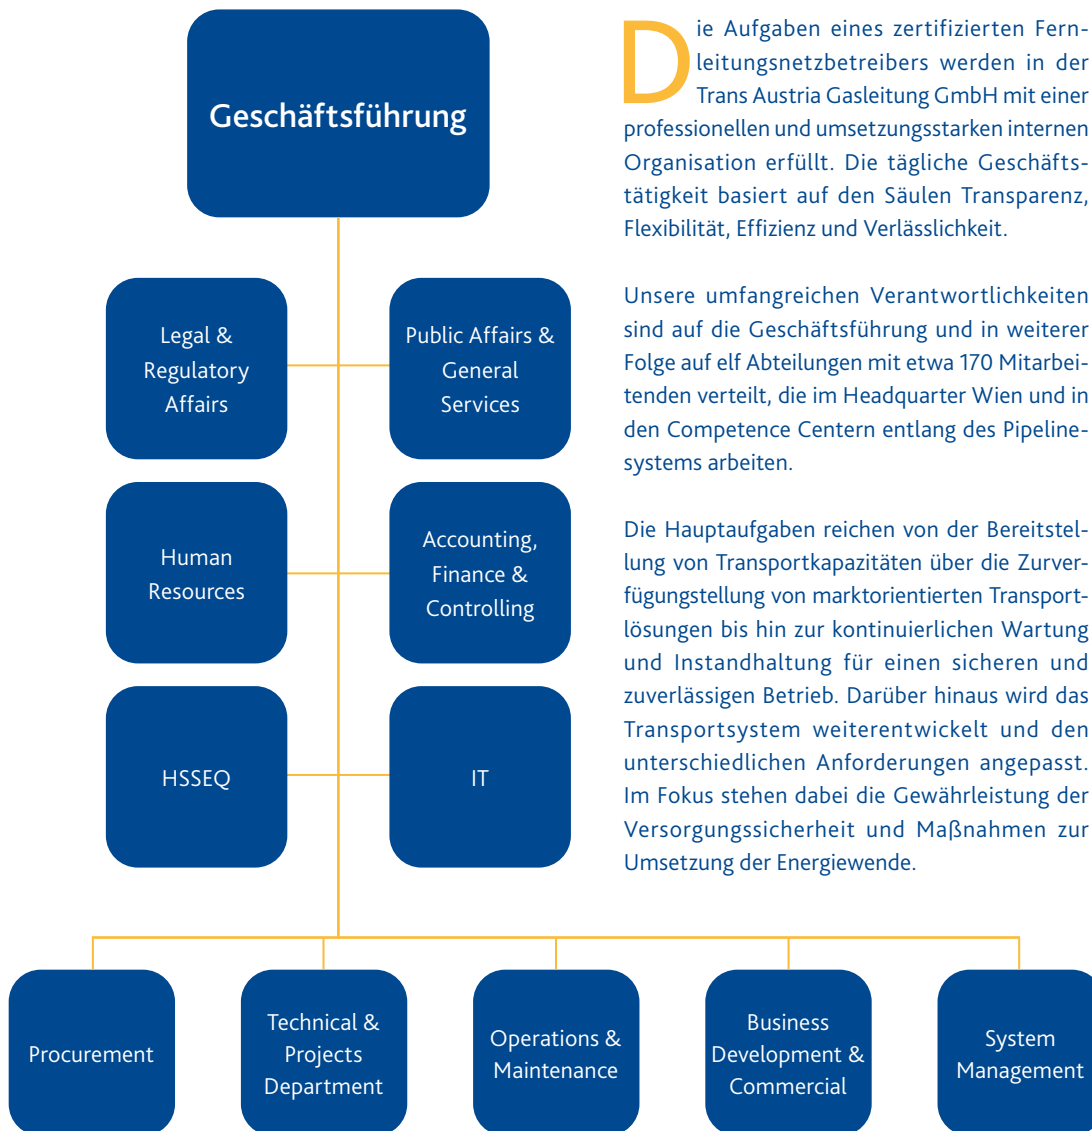 Geschäftsführung
Legal &
Regulatory
Affairs
Public Affairs &
General
Services
Human
Resources
Accounting,
Finance &
Controlling
HSSEQ
IT
Procurement
Technical &
Projects
Department
Operations &
Maintenance
Business
Development &
Commercial
System
Management
Die Aufgaben eines zertifizierten Fern-
leitungsnetzbetreibers werden in der
Trans Austria Gasleitung GmbH mit einer
professionellen und umsetzungsstarken internen
Organisation erfüllt. Die tägliche Geschäfts-
tätigkeit basiert auf den Säulen Transparenz,
Flexibilität, Effizienz und Verlässlichkeit.
Unsere umfangreichen Verantwortlichkeiten
sind auf die Geschäftsführung und in weiterer
Folge auf elf Abteilungen mit etwa 170 Mitarbei-
tenden verteilt, die im Headquarter Wien und in
den Competence Centern entlang des Pipeline-
systems arbeiten.
Die Hauptaufgaben reichen von der Bereitstel-
lung von Transportkapazitäten über die Zurver-
fügungstellung von marktorientierten Transport-
lösungen bis hin zur kontinuierlichen Wartung
und Instandhaltung für einen sicheren und
zuverlässigen Betrieb. Darüber hinaus wird das
Transportsystem weiterentwickelt und den
unterschiedlichen Anforderungen angepasst.
Im Fokus stehen dabei die Gewährleistung der
Versorgungssicherheit und Maßnahmen zur
Umsetzung der Energiewende.